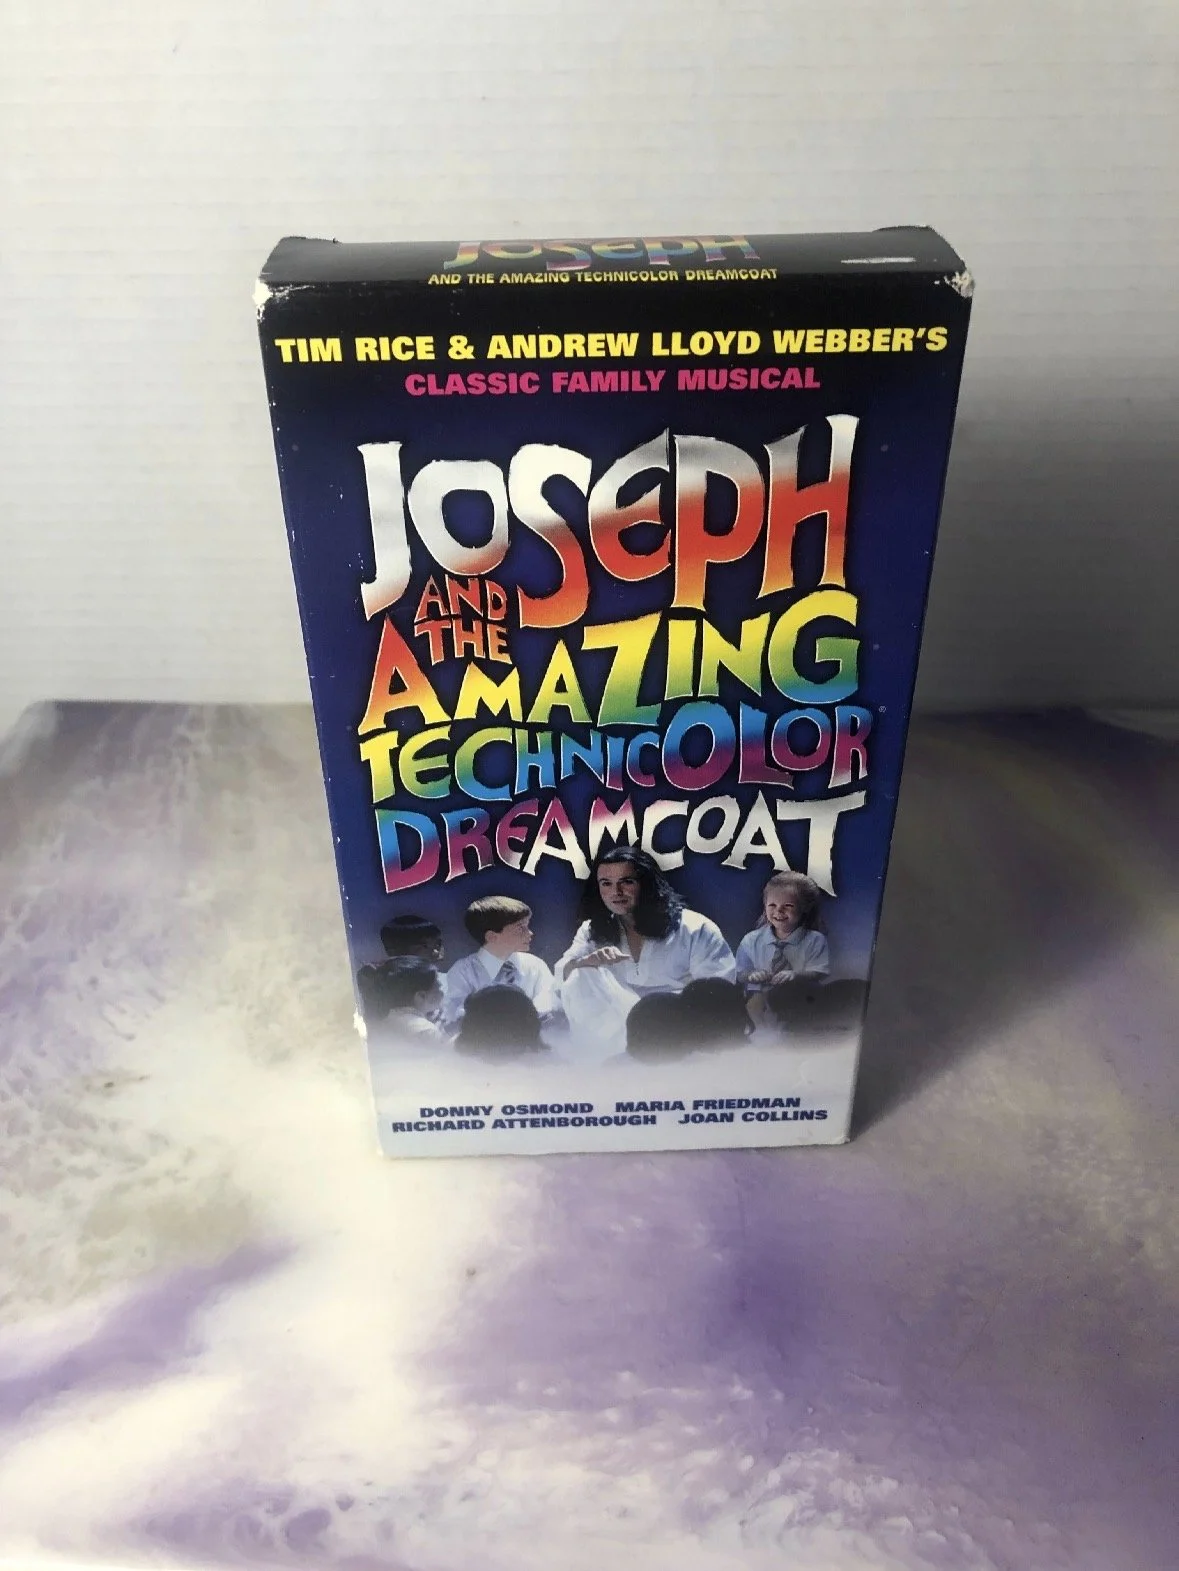 JOSEPH
AND THE AMAZING TECHNICOLOR DREAMCOAT
TIM RICE & ANDREW LLOYD WEBBER'S
CLASSIC FAMILY MUSICAL
JOSEPH
AND
THE
AMAZING
TECHNICOLOR®
DREAMCOAT
DONNY OSMOND MARIA FRIEDMAN
RICHARD ATTENBOROUGH JOAN COLLINS